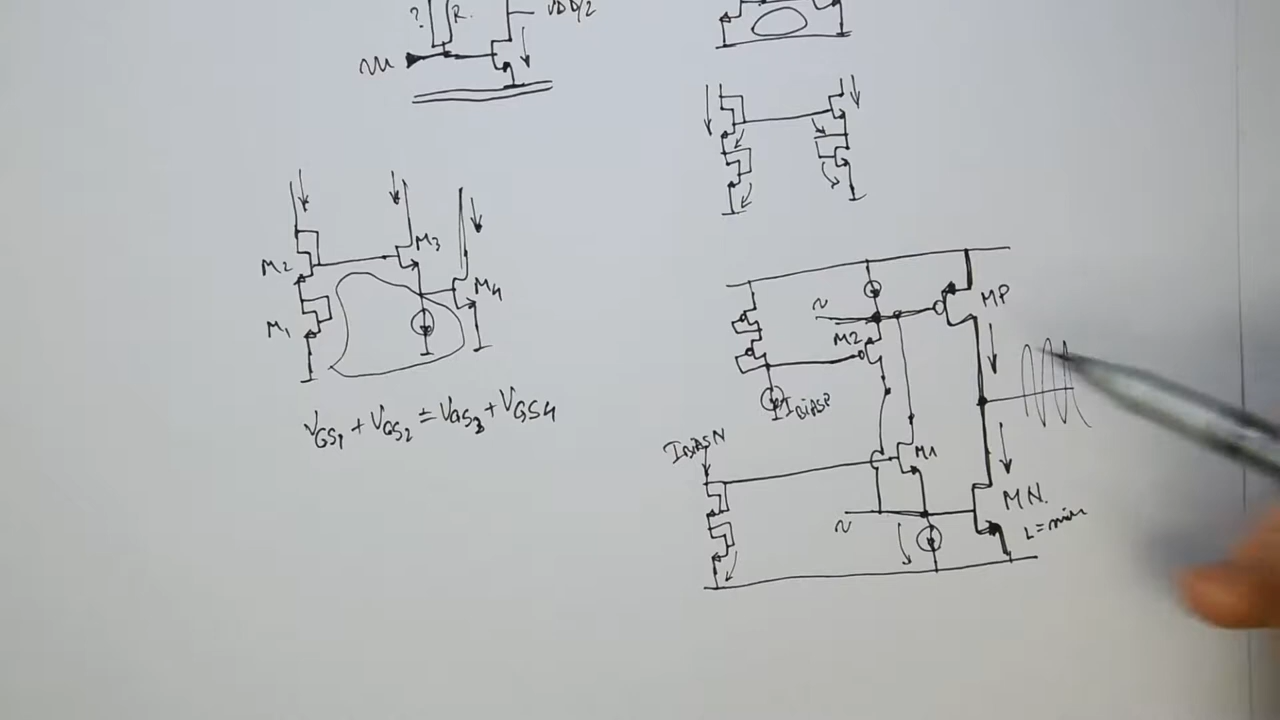 ?
R.
VDD/2
M3
M2
M4
M1
VGS1 + VGS2 = VGS3 + VGS4
MP
M2
IBiASP
IBiASN
M1
MN.
L=min